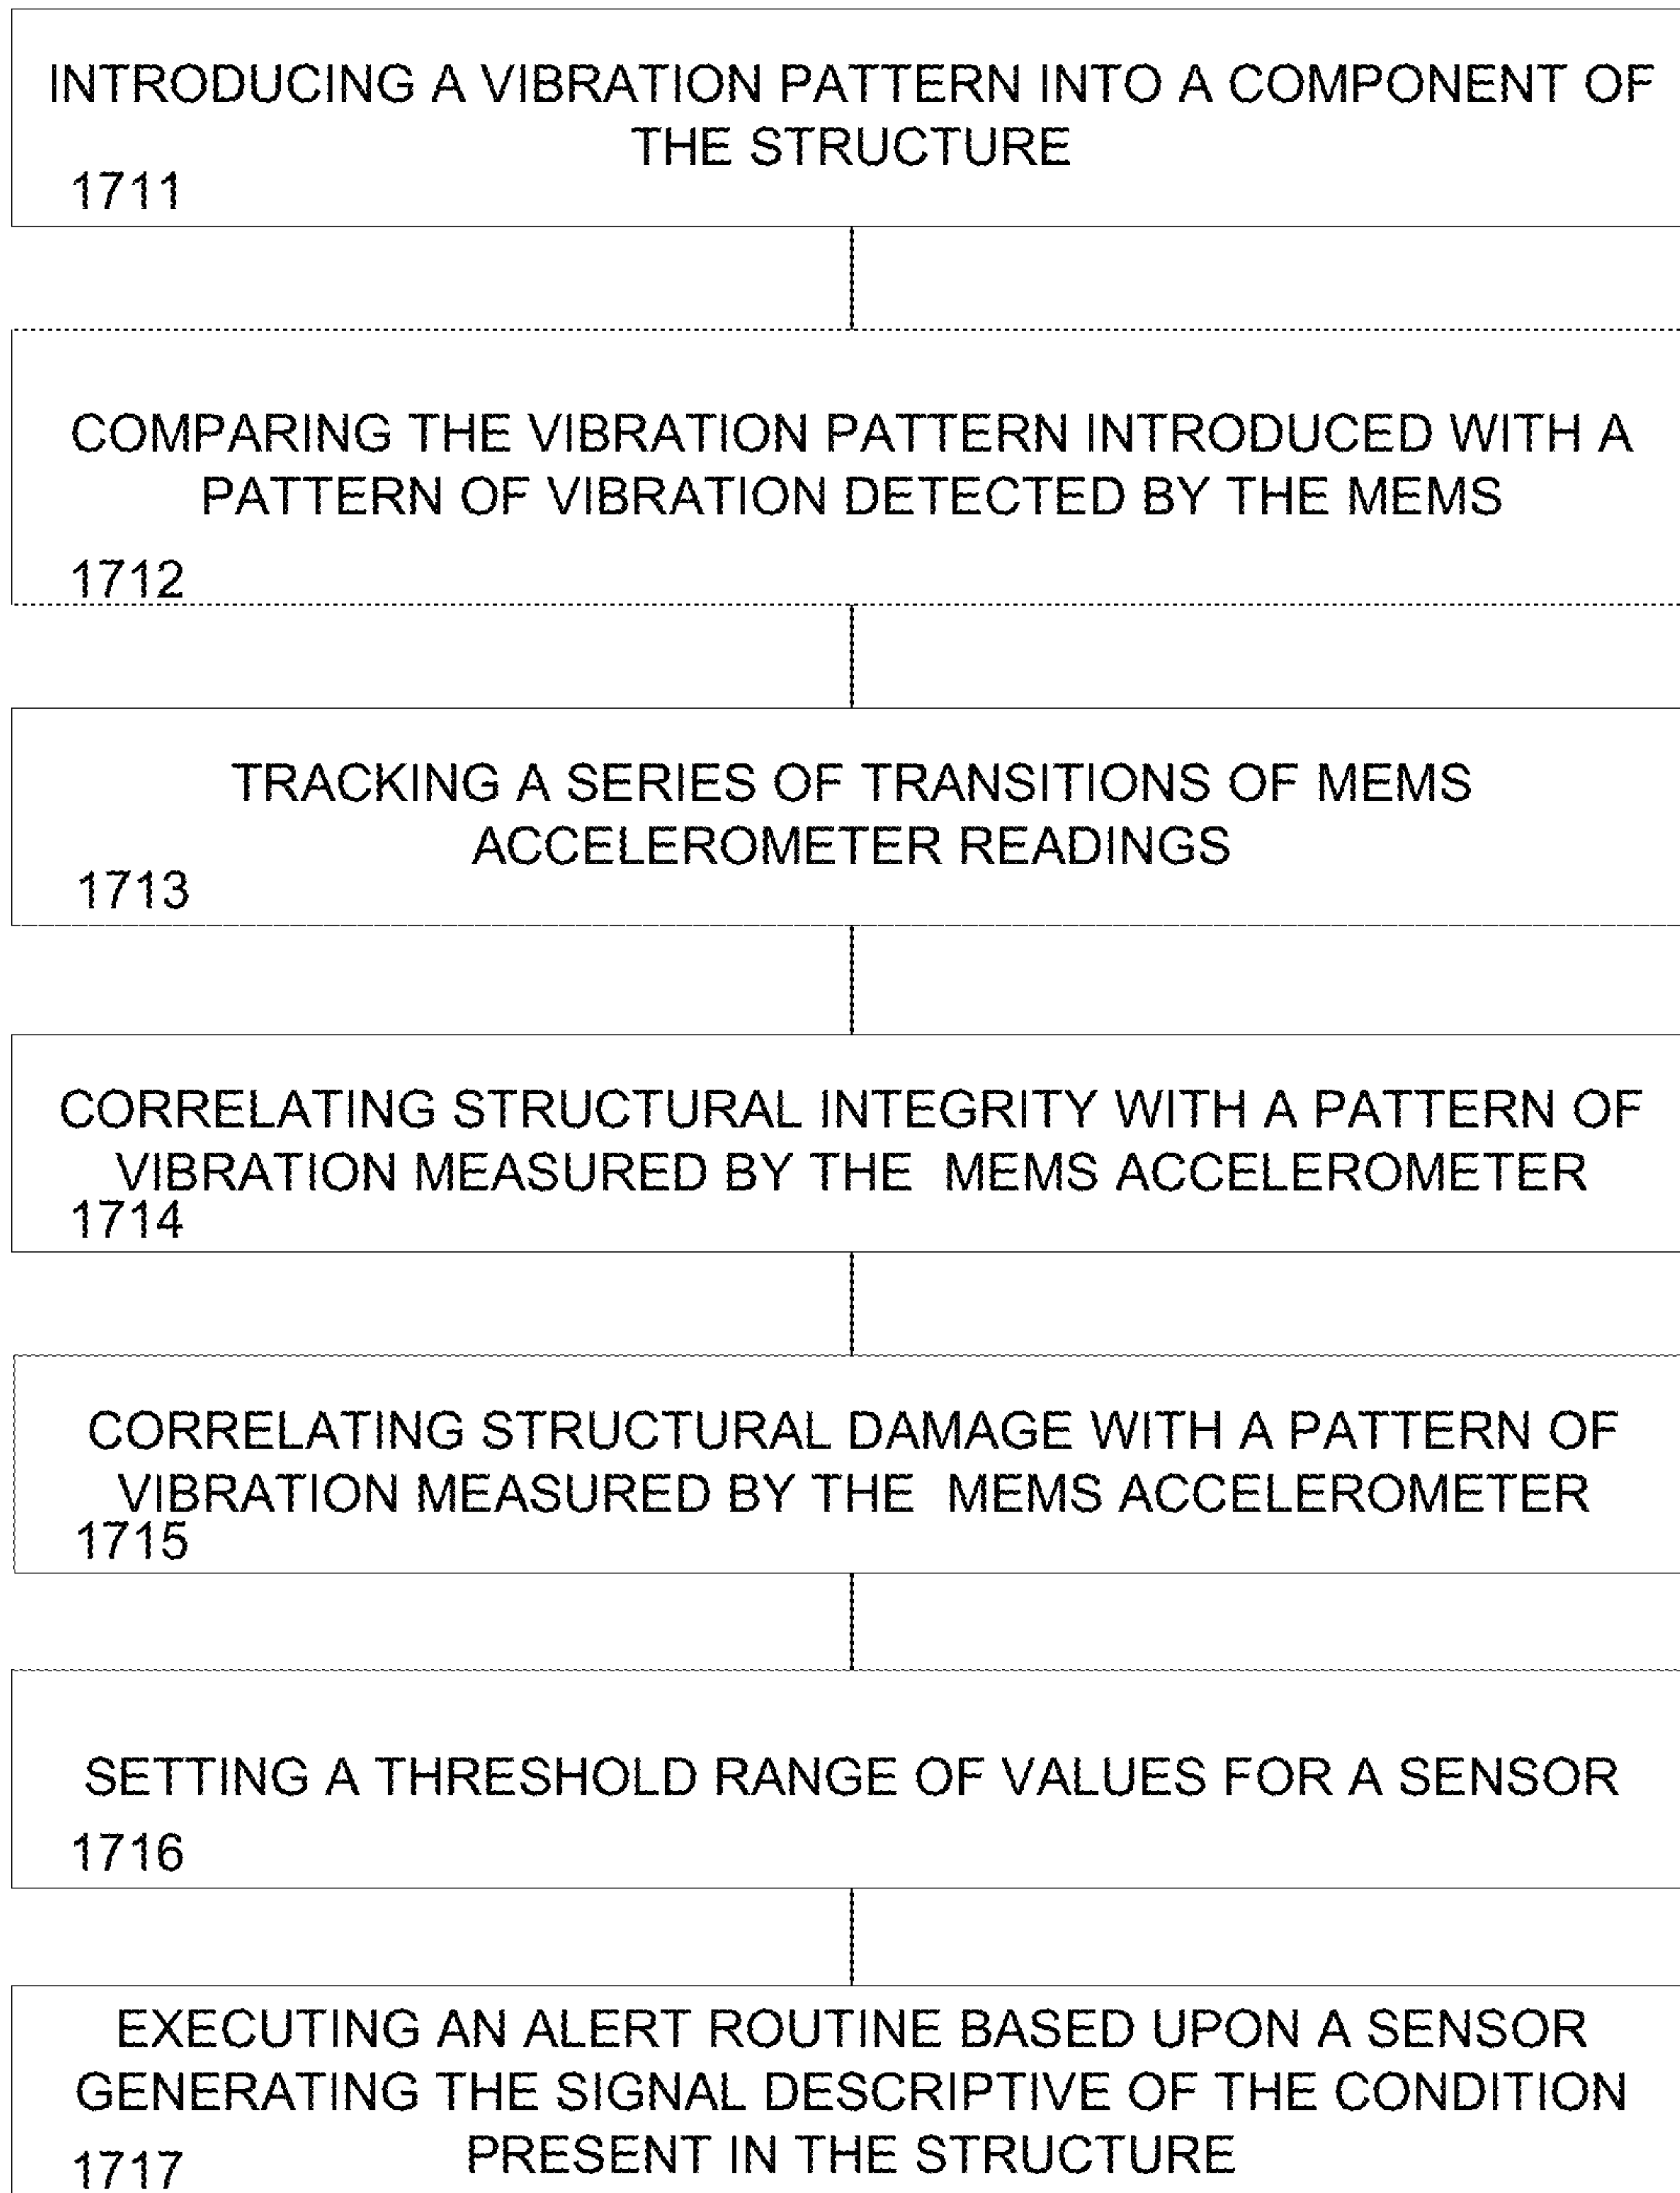 INTRODUCING A VIBRATION PATTERN INTO A COMPONENT OF
THE STRUCTURE
1711
COMPARING THE VIBRATION PATTERN INTRODUCED WITH A
PATTERN OF VIBRATION DETECTED BY THE MEMS
1712
TRACKING A SERIES OF TRANSITIONS OF MEMS
ACCELEROMETER READINGS
1713
CORRELATING STRUCTURAL INTEGRITY WITH A PATTERN OF
VIBRATION MEASURED BY THE MEMS ACCELEROMETER
1714
CORRELATING STRUCTURAL DAMAGE WITH A PATTERN OF
VIBRATION MEASURED BY THE MEMS ACCELEROMETER
1715
SETTING A THRESHOLD RANGE OF VALUES FOR A SENSOR
1716
EXECUTING AN ALERT ROUTINE BASED UPON A SENSOR
GENERATING THE SIGNAL DESCRIPTIVE OF THE CONDITION
PRESENT IN THE STRUCTURE
1717